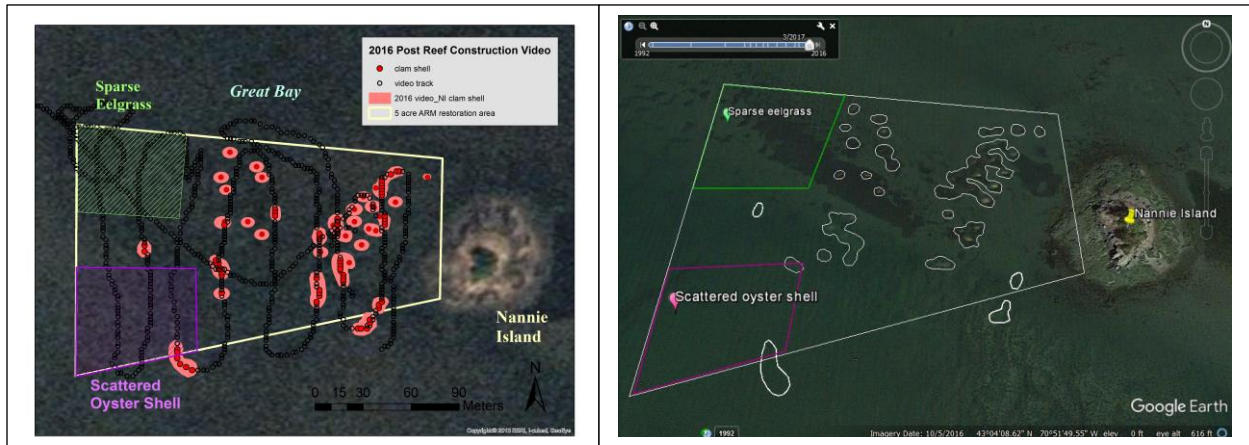 2016 Post Reef Construction Video
clam shell
video track
2016 video_NI clam shell
5 acre ARM restoration area
Sparse
Eelgrass
Great Bay
Nannie
Island
Scattered
Oyster Shell
N
0 15 30 60 90
Meters
3/2017
1992
2016
N
Sparse eelgrass
Nannie Island
Scattered oyster shell
Google Earth
1992
Imagery Date: 10/5/2016 43°04'08.62" N 70°51'49.55" W elev 0 ft eye alt 616 ft